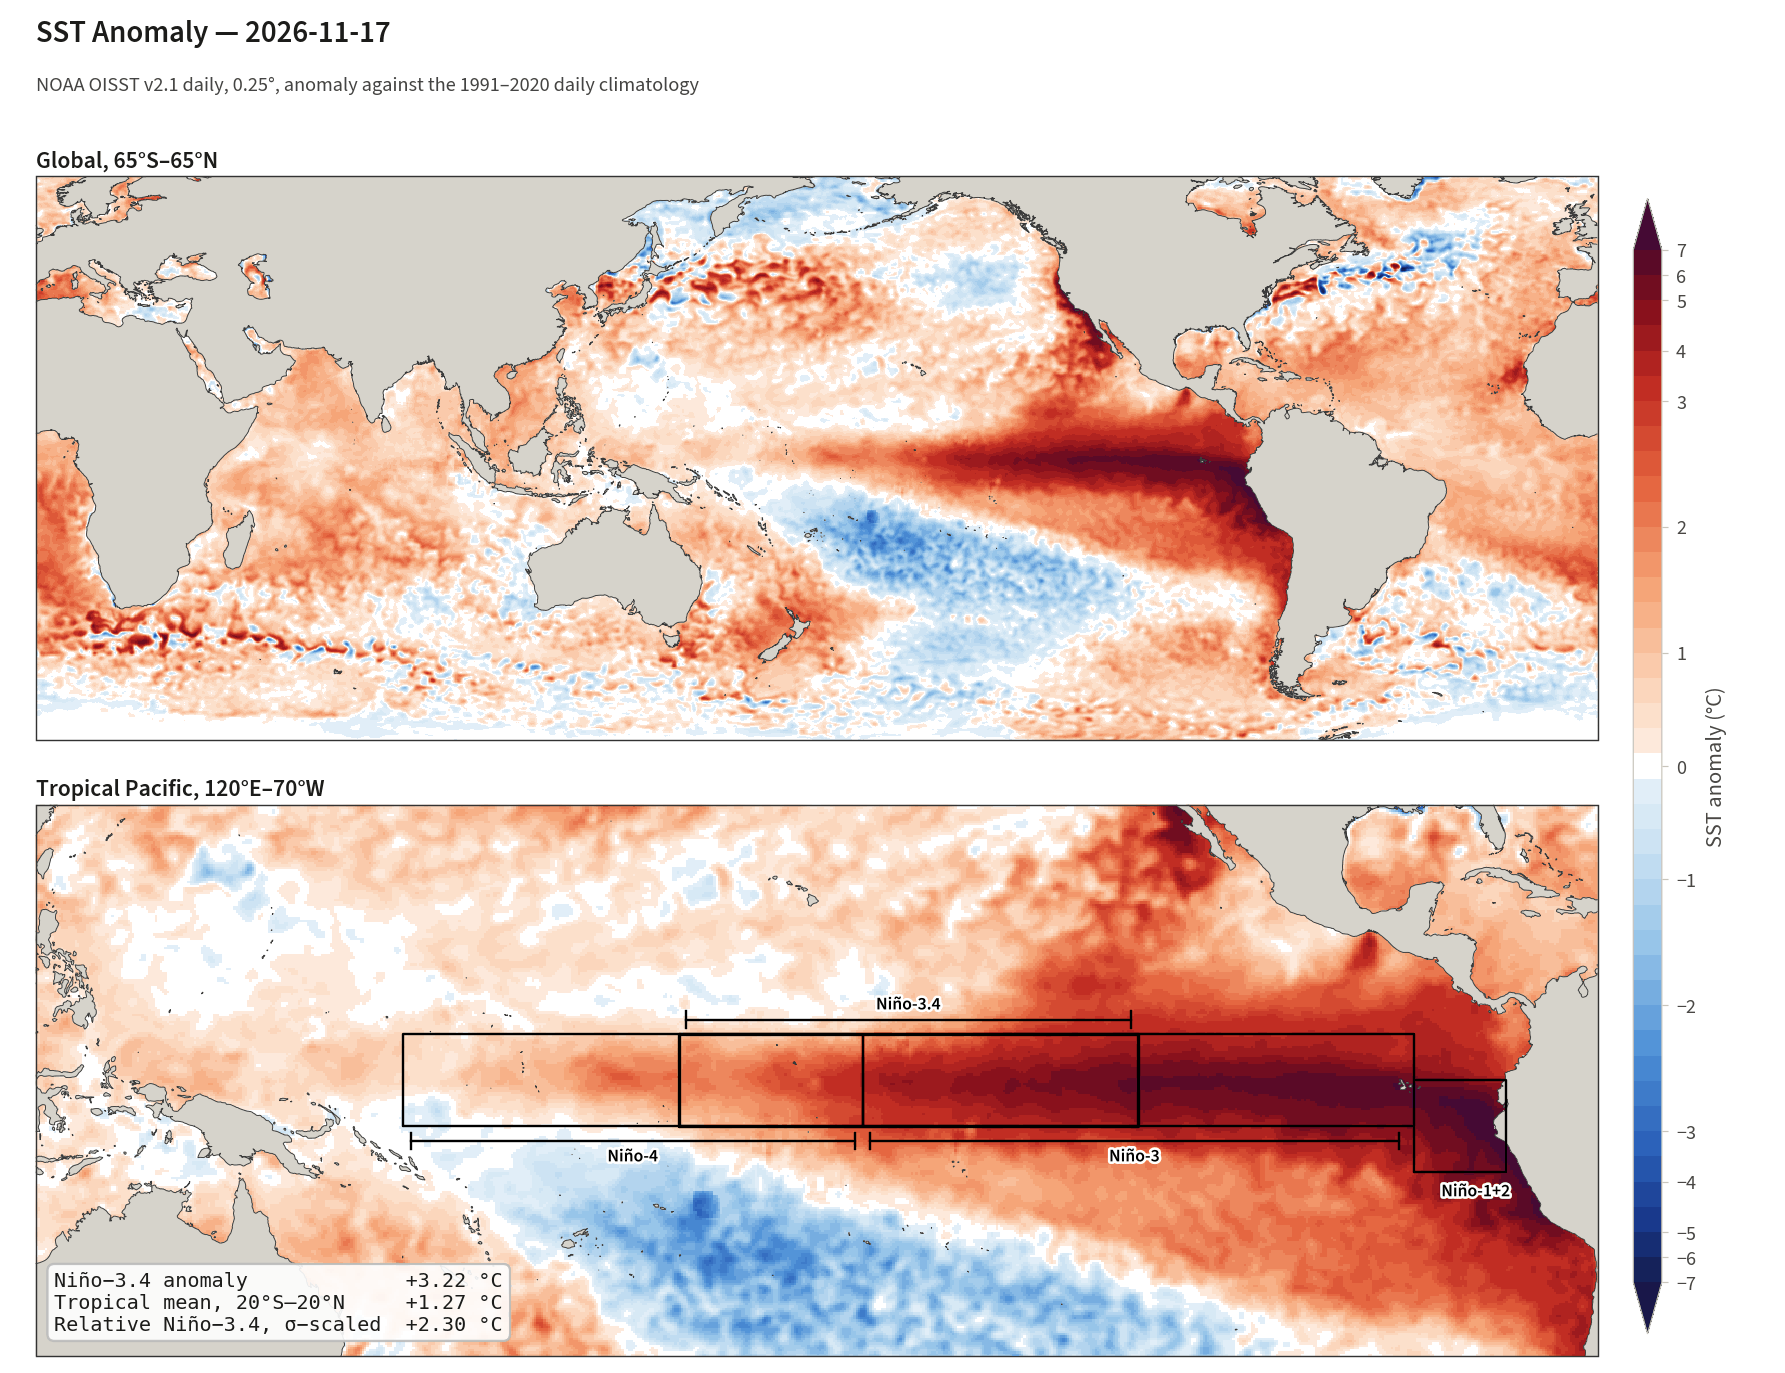 SST Anomaly — 2026-11-17
NOAA OISST v2.1 daily, 0.25°, anomaly against the 1991–2020 daily climatology
Global, 65°S–65°N
7
6
5
4
3
2
1
0
−1
−2
−3
−4
−5
−6
−7
SST anomaly (°C)
Tropical Pacific, 120°E–70°W
Niño-3.4
Niño-4
Niño-3
Niño-1+2
Niño−3.4 anomaly +3.22 °C
Tropical mean, 20°S–20°N +1.27 °C
Relative Niño−3.4, σ−scaled +2.30 °C